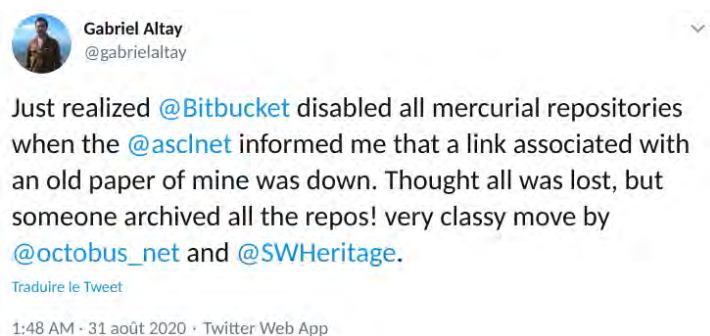 Gabriel Altay
@gabrielaltay
Just realized @Bitbucket disabled all mercurial repositories
when the @asclnet informed me that a link associated with
an old paper of mine was down. Thought all was lost, but
someone archived all the repos! very classy move by
@octobus_net and @SWHeritage.
Traduire le Tweet
1:48 AM · 31 août 2020 · Twitter Web App